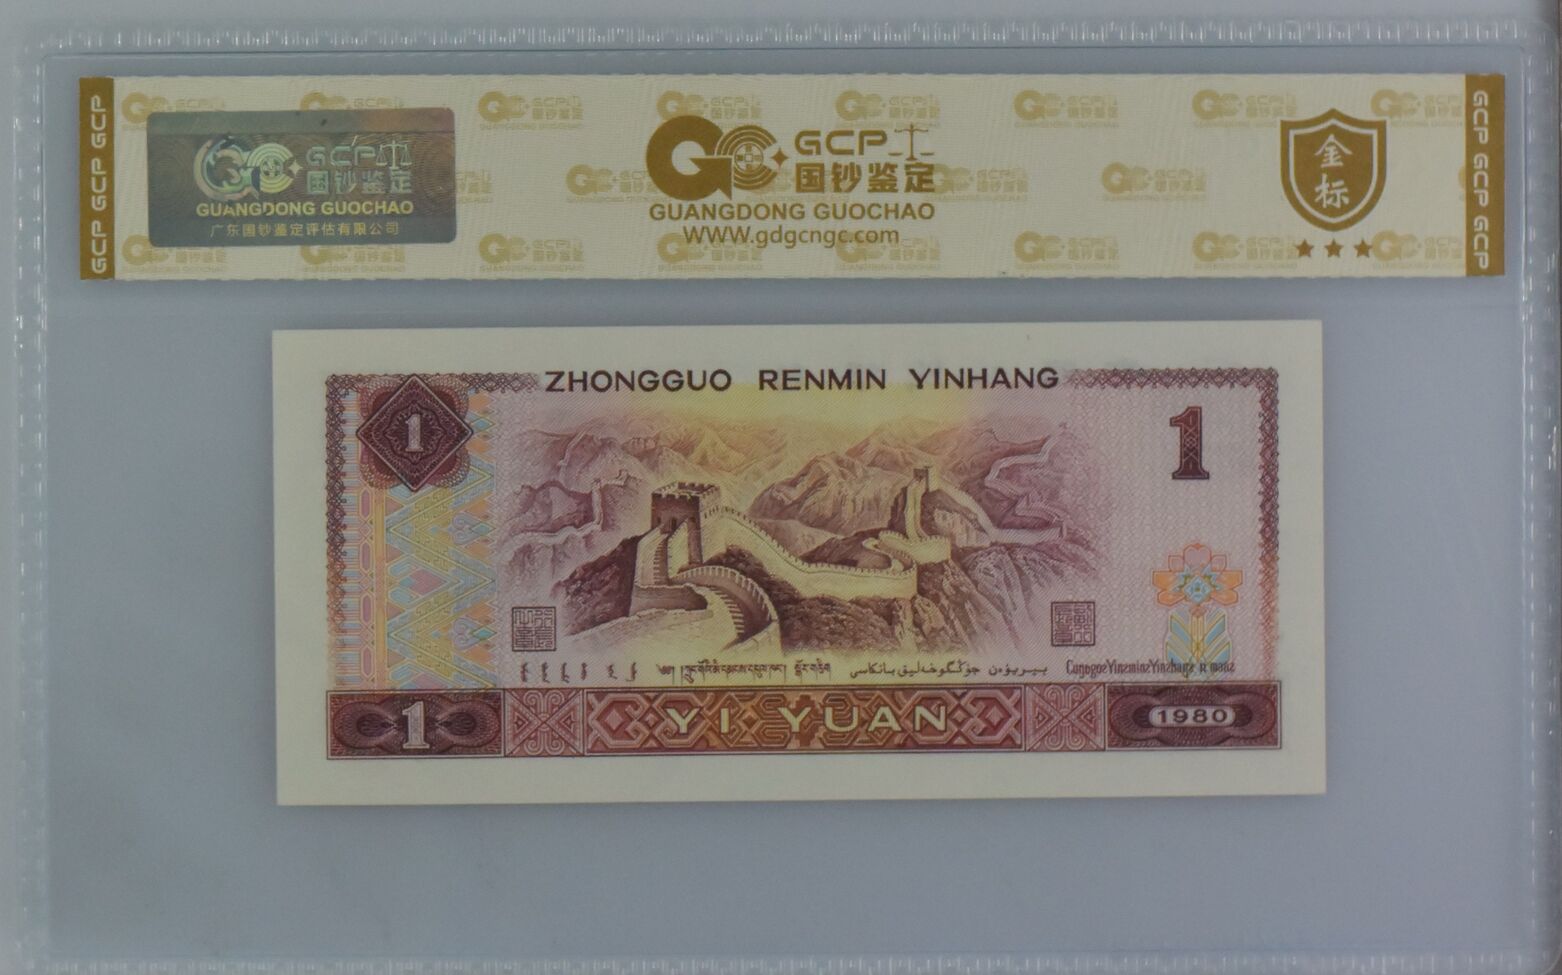 GCP GCP GCP
GCP
国钞鉴定
GUANGDONG GUOCHAO
广东国钞鉴定评估有限公司
GCP
国钞鉴定
GUANGDONG GUOCHAO
WWW.gdgcngc.com
金
标
GCP GCP GCP
ZHONGGUO RENMIN YINHANG
1
1
1
YI YUAN
1980